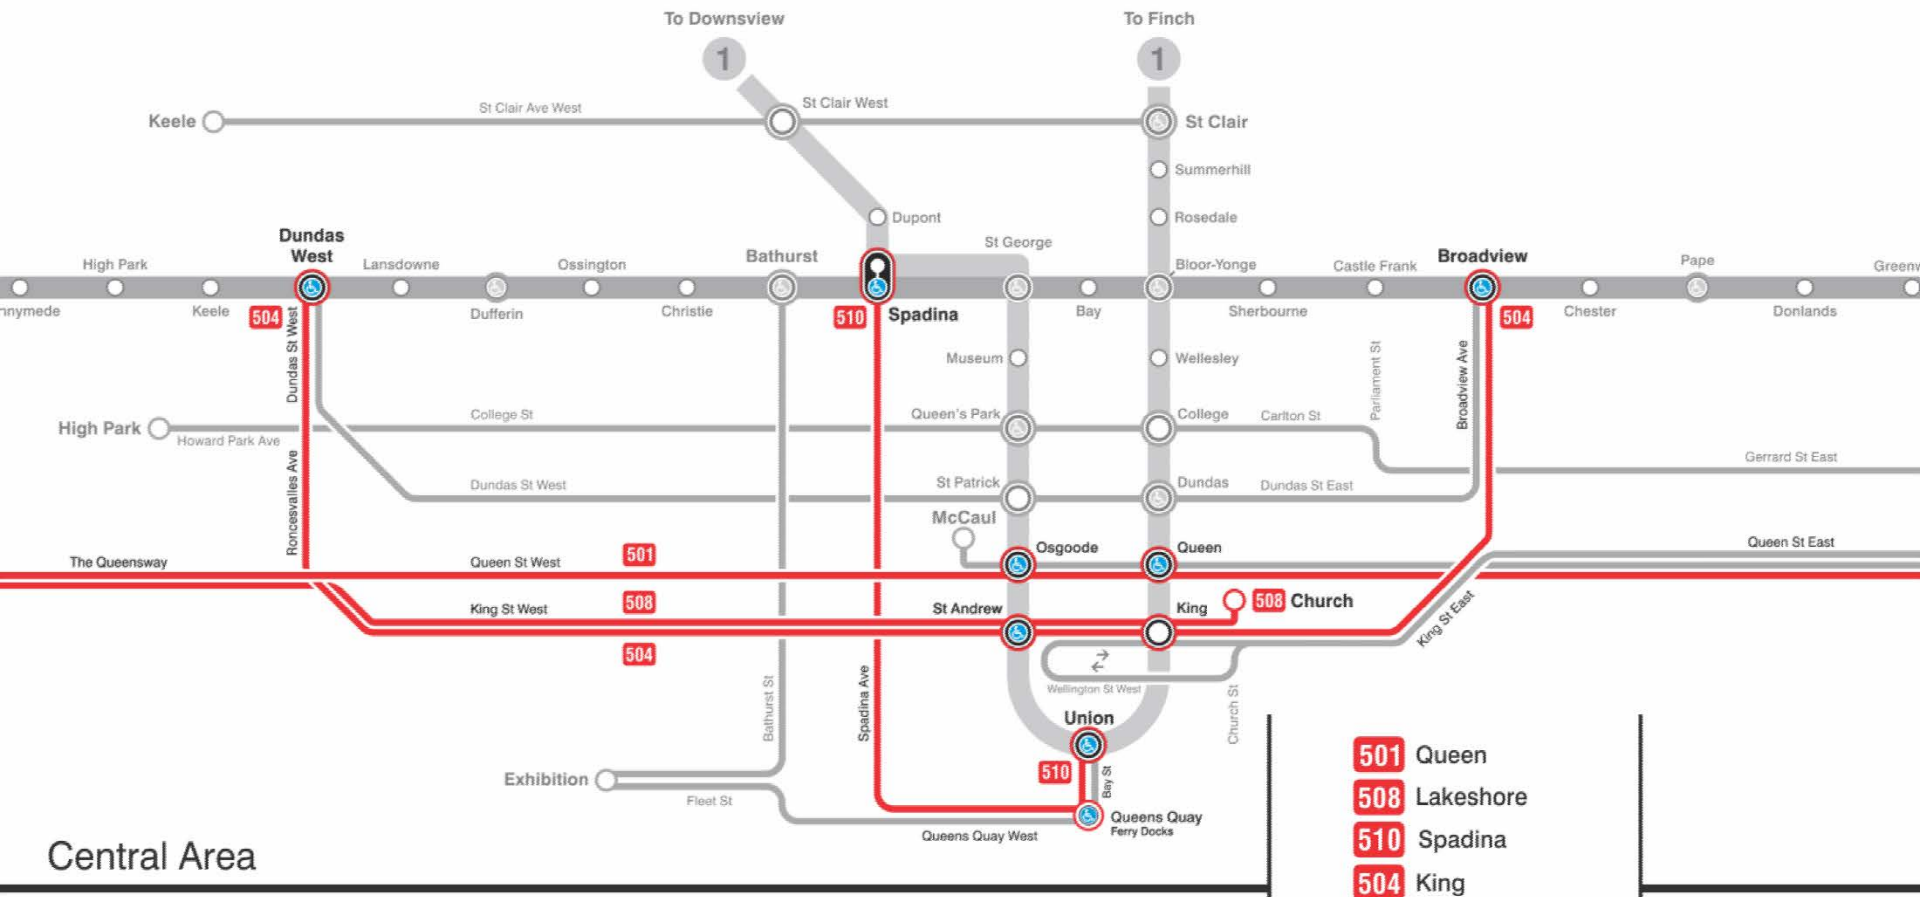 To Downsview
To Finch
1
1
Keele
St Clair Ave West
St Clair West
St Clair
Summerhill
Dupont
Rosedale
Dundas
West
High Park
Lansdowne
Ossington
Bathurst
St George
Bloor-Yonge
Castle Frank
Broadview
Pape
Greenw
nnymede
Keele
504
Dufferin
Christie
510
Spadina
Bay
Sherbourne
504
Chester
Donlands
Dundas St West
Museum
Wellesley
Parliament St
Broadview Ave
High Park
Howard Park Ave
College St
Queen's Park
College
Carlton St
Gerrard St East
Roncesvalles Ave
Dundas St West
St Patrick
Dundas
Dundas St East
McCaul
The Queensway
Queen St West
501
Osgoode
Queen
Queen St East
King St West
508
St Andrew
King
508 Church
504
King St East
Bathurst St
Spadina Ave
Wellington St West
Church St
Union
510
Bay St
Exhibition
Fleet St
Queens Quay
Ferry Docks
Queens Quay West
Central Area
501 Queen
508 Lakeshore
510 Spadina
504 King